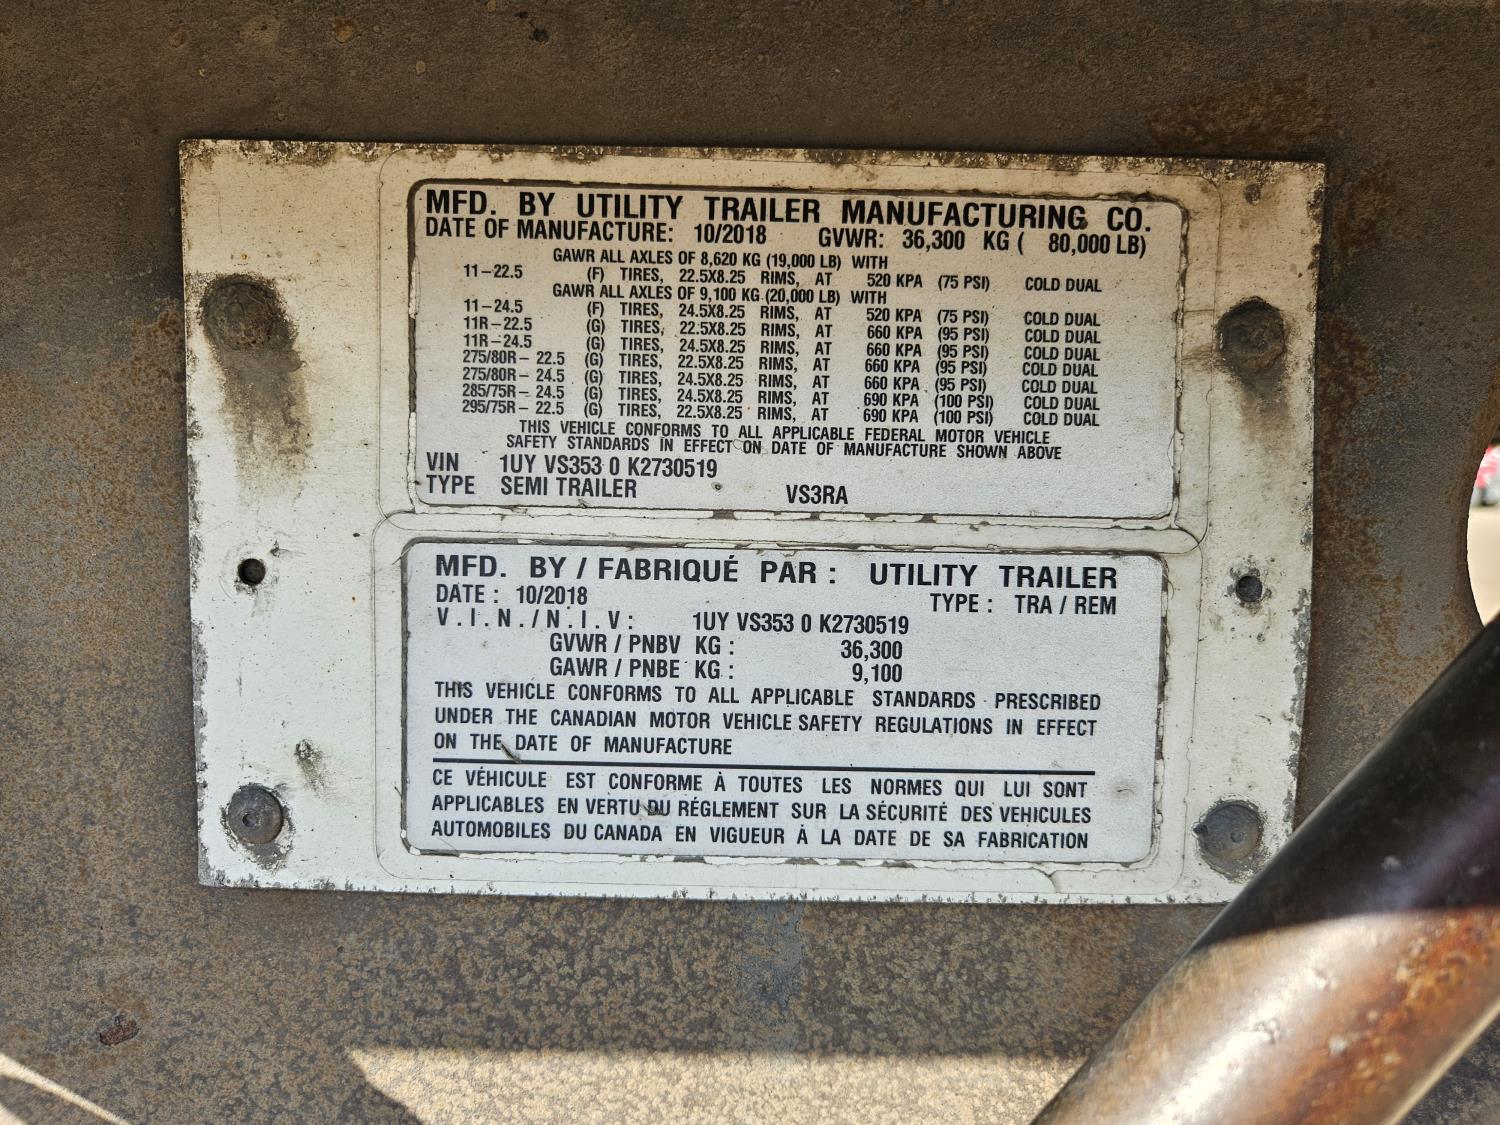 MFD. BY UTILITY TRAILER MANUFACTURING CO.
DATE OF MANUFACTURE: 10/2018 GVWR: 36,300 KG ( 80,000 LB)
GAWR ALL AXLES OF 8,620 KG (19,000 LB) WITH
11-22.5 (F) TIRES, 22.5X8.25 RIMS, AT 520 KPA (75 PSI) COLD DUAL
GAWR ALL AXLES OF 9,100 KG (20,000 LB) WITH
11-24.5 (F) TIRES, 24.5X8.25 RIMS, AT 520 KPA (75 PSI) COLD DUAL
11R-22.5 (G) TIRES, 22.5X8.25 RIMS, AT 660 KPA (95 PSI) COLD DUAL
11R-24.5 (G) TIRES, 24.5X8.25 RIMS, AT 660 KPA (95 PSI) COLD DUAL
275/80R- 22.5 (G) TIRES, 22.5X8.25 RIMS, AT 660 KPA (95 PSI) COLD DUAL
275/80R- 24.5 (G) TIRES, 24.5X8.25 RIMS, AT 660 KPA (95 PSI) COLD DUAL
285/75R- 24.5 (G) TIRES, 24.5X8.25 RIMS, AT 690 KPA (100 PSI) COLD DUAL
295/75R- 22.5 (G) TIRES, 22.5X8.25 RIMS, AT 690 KPA (100 PSI) COLD DUAL
THIS VEHICLE CONFORMS TO ALL APPLICABLE FEDERAL MOTOR VEHICLE
SAFETY STANDARDS IN EFFECT ON DATE OF MANUFACTURE SHOWN ABOVE
VIN 1UY VS353 0 K2730519
TYPE SEMI TRAILER VS3RA
MFD. BY / FABRIQUÉ PAR : UTILITY TRAILER
DATE : 10/2018 TYPE : TRA / REM
V . I . N . / N . I . V : 1UY VS353 0 K2730519
GVWR / PNBV KG : 36,300
GAWR / PNBE KG : 9,100
THIS VEHICLE CONFORMS TO ALL APPLICABLE STANDARDS PRESCRIBED
UNDER THE CANADIAN MOTOR VEHICLE SAFETY REGULATIONS IN EFFECT
ON THE DATE OF MANUFACTURE
CE VÉHICULE EST CONFORME À TOUTES LES NORMES QUI LUI SONT
APPLICABLES EN VERTU DU RÉGLEMENT SUR LA SÉCURITÉ DES VEHICULES
AUTOMOBILES DU CANADA EN VIGUEUR À LA DATE DE SA FABRICATION